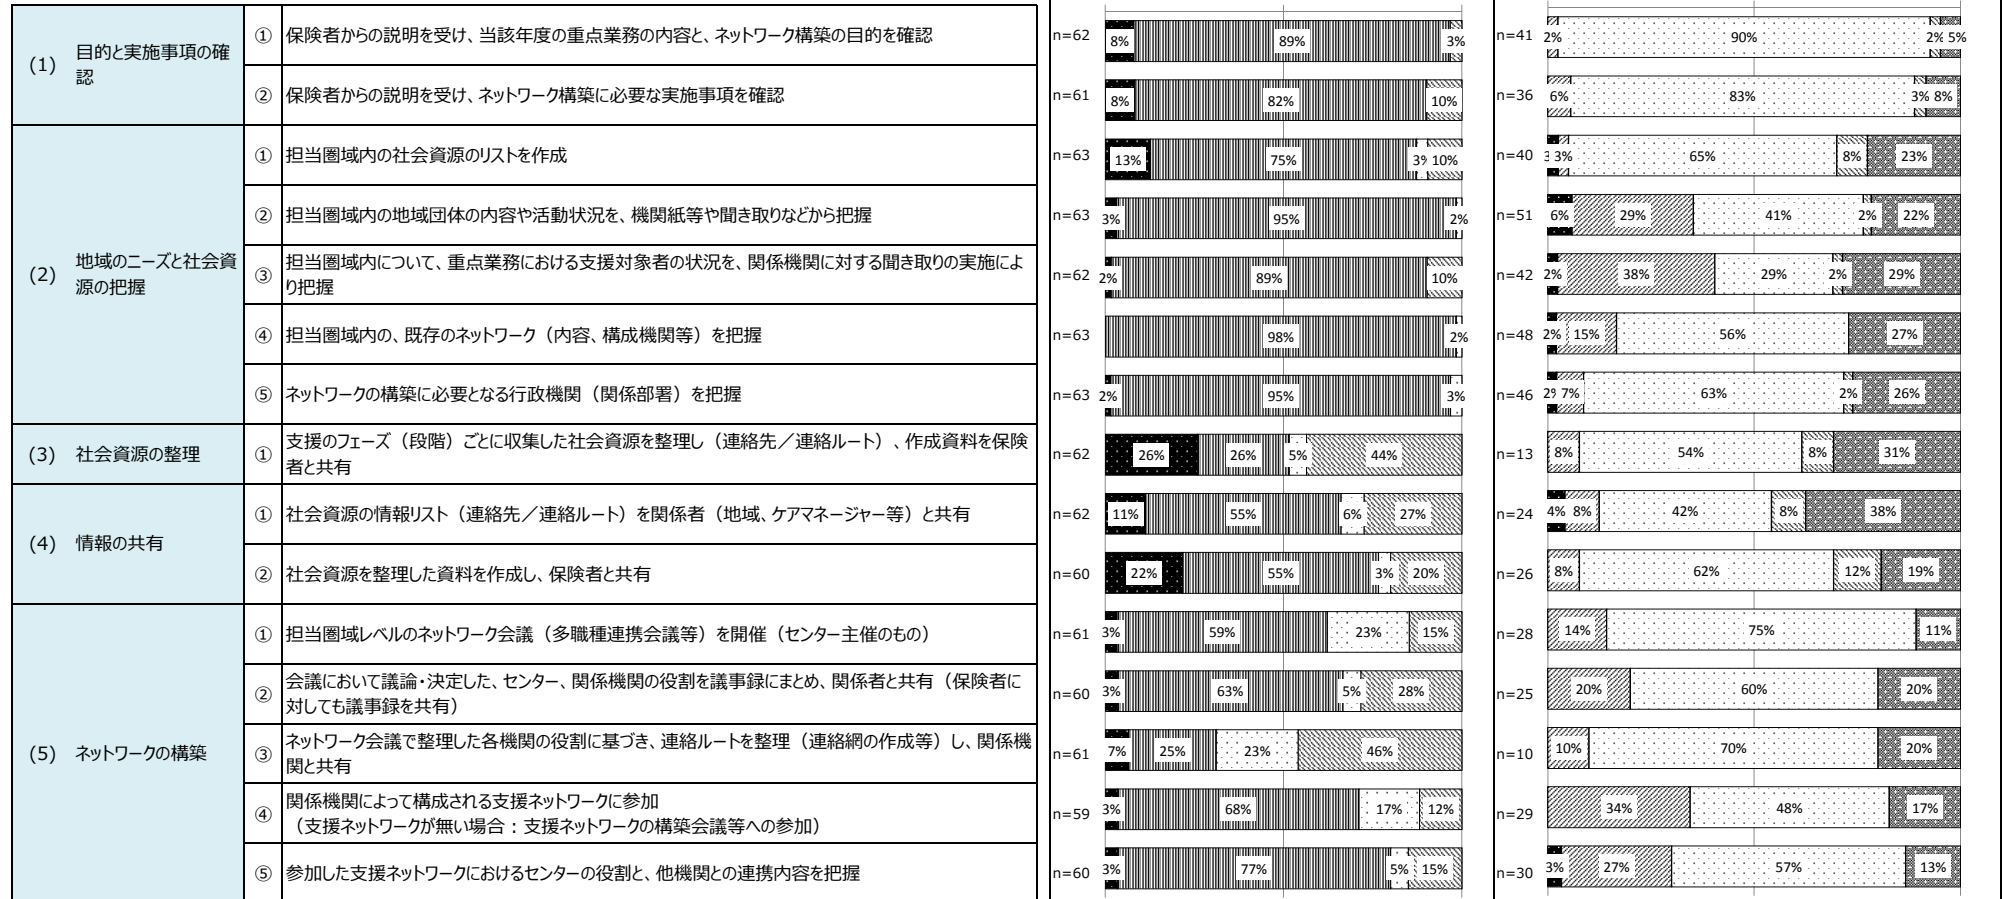 (1) 目的と実施事項の確
認
① 保険者からの説明を受け、当該年度の重点業務の内容と、ネットワーク構築の目的を確認
n=62 8% 89% 3%
n=41 2% 90% 2% 5%
② 保険者からの説明を受け、ネットワーク構築に必要な実施事項を確認
n=61 8% 82% 10%
n=36 6% 83% 3% 8%
(2) 地域のニーズと社会資
源の把握
① 担当圏域内の社会資源のリストを作成
n=63 13% 75% 3% 10%
n=40 3% 65% 8% 23%
② 担当圏域内の地域団体の内容や活動状況を、機関紙等や聞き取りなどから把握
n=63 3% 95% 2%
n=51 6% 29% 41% 2% 22%
③ 担当圏域内について、重点業務における支援対象者の状況を、関係機関に対する聞き取りの実施によ
り把握
n=62 2% 89% 10%
n=42 2% 38% 29% 2% 29%
④ 担当圏域内の、既存のネットワーク（内容、構成機関等）を把握
n=63 98% 2%
n=48 2% 15% 56% 27%
⑤ ネットワークの構築に必要となる行政機関（関係部署）を把握
n=63 2% 95% 3%
n=46 2% 7% 63% 2% 26%
(3) 社会資源の整理
① 支援のフェーズ（段階）ごとに収集した社会資源を整理し（連絡先／連絡ルート）、作成資料を保険
者と共有
n=62 26% 26% 5% 44%
n=13 8% 54% 8% 31%
(4) 情報の共有
① 社会資源の情報リスト（連絡先／連絡ルート）を関係者（地域、ケアマネージャー等）と共有
n=62 11% 55% 6% 27%
n=24 4% 8% 42% 8% 38%
② 社会資源を整理した資料を作成し、保険者と共有
n=60 22% 55% 3% 20%
n=26 8% 62% 12% 19%
(5) ネットワークの構築
① 担当圏域レベルのネットワーク会議（多職種連携会議等）を開催（センター主催のもの）
n=61 3% 59% 23% 15%
n=28 14% 75% 11%
② 会議において議論・決定した、センター、関係機関の役割を議事録にまとめ、関係者と共有（保険者に
対しても議事録を共有）
n=60 3% 63% 5% 28%
n=25 20% 60% 20%
③ ネットワーク会議で整理した各機関の役割に基づき、連絡ルートを整理（連絡網の作成等）し、関係機
関と共有
n=61 7% 25% 23% 46%
n=10 10% 70% 20%
④ 関係機関によって構成される支援ネットワークに参加
（支援ネットワークが無い場合：支援ネットワークの構築会議等への参加）
n=59 3% 68% 17% 12%
n=29 34% 48% 17%
⑤ 参加した支援ネットワークにおけるセンターの役割と、他機関との連携内容を把握
n=60 3% 77% 5% 15%
n=30 3% 27% 57% 13%